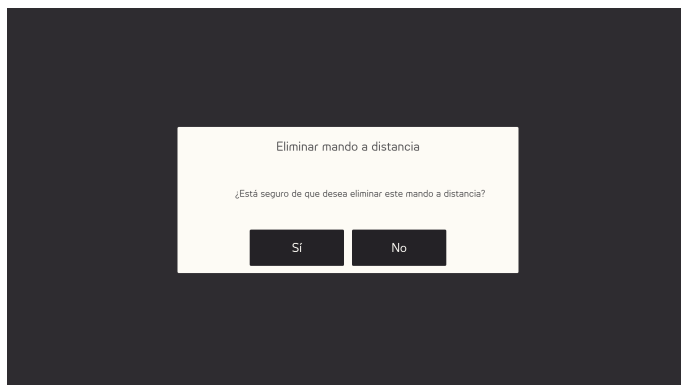 Eliminar mando a distancia
¿Está seguro de que desea eliminar este mando a distancia?
Sí
No